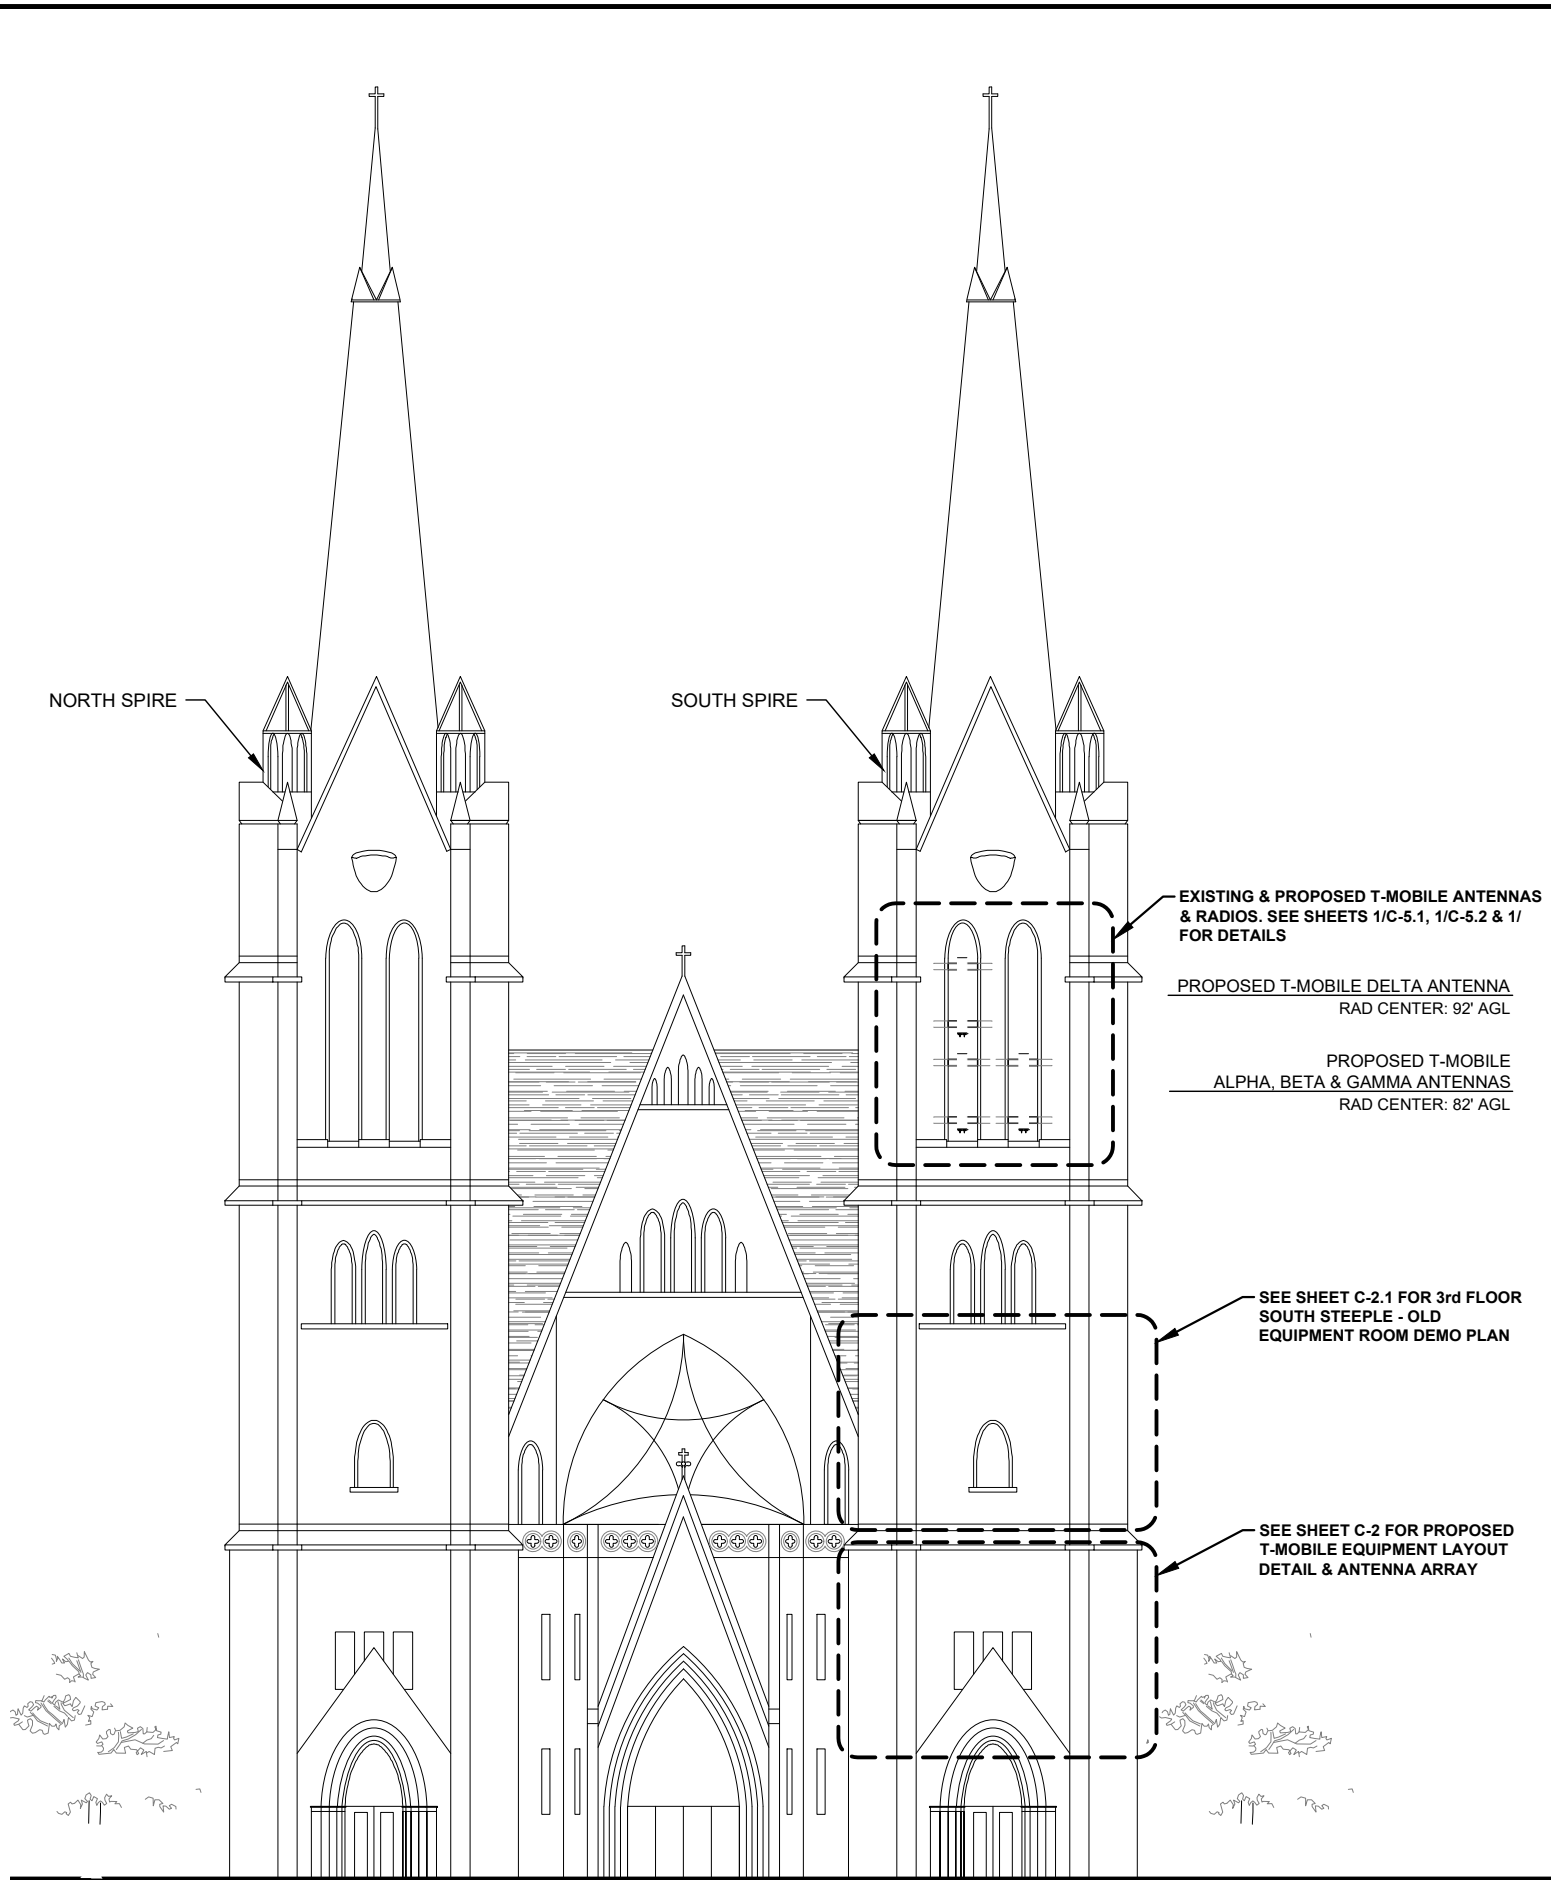 NORTH SPIRE
SOUTH SPIRE
EXISTING & PROPOSED T-MOBILE ANTENNAS
& RADIOS. SEE SHEETS 1/C-5.1, 1/C-5.2 & 1/
FOR DETAILS
PROPOSED T-MOBILE DELTA ANTENNA
RAD CENTER: 92' AGL
PROPOSED T-MOBILE
ALPHA, BETA & GAMMA ANTENNAS
RAD CENTER: 82' AGL
SEE SHEET C-2.1 FOR 3rd FLOOR
SOUTH STEEPLE - OLD
EQUIPMENT ROOM DEMO PLAN
SEE SHEET C-2 FOR PROPOSED
T-MOBILE EQUIPMENT LAYOUT
DETAIL & ANTENNA ARRAY